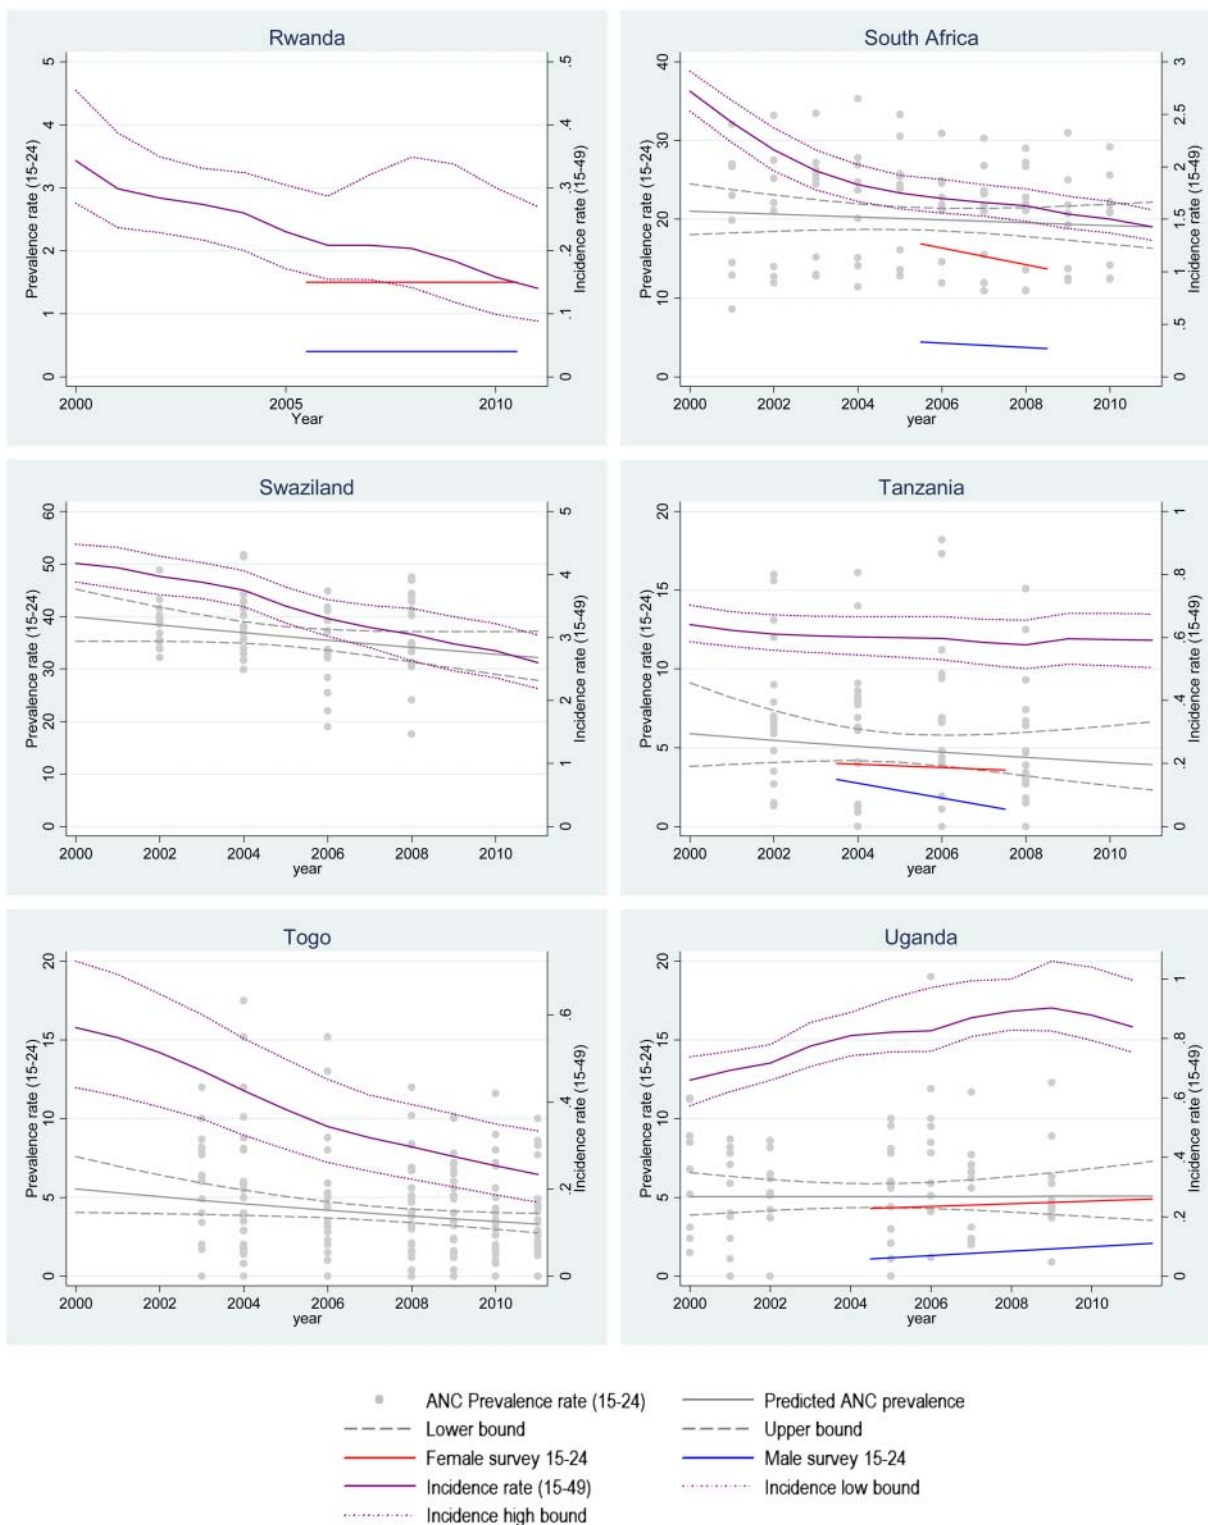 Rwanda
5
4
3
2
1
0
Prevalence rate (15-24)
.5
.4
.3
.2
.1
0
Incidence rate (15-49)
2000 2005 2010
Year
South Africa
40
30
20
10
0
Prevalence rate (15-24)
3
2.5
2
1.5
1
.5
0
Incidence rate (15-49)
2000 2002 2004 2006 2008 2010
year
Swaziland
60
50
40
30
20
10
0
Prevalence rate (15-24)
5
4
3
2
1
0
Incidence rate (15-49)
2000 2002 2004 2006 2008 2010
year
Tanzania
20
15
10
5
0
Prevalence rate (15-24)
1
.8
.6
.4
.2
0
Incidence rate (15-49)
2000 2002 2004 2006 2008 2010
year
Togo
20
15
10
5
0
Prevalence rate (15-24)
.6
.4
.2
0
Incidence rate (15-49)
2000 2002 2004 2006 2008 2010
year
Uganda
20
15
10
5
0
Prevalence rate (15-24)
1
.8
.6
.4
.2
0
Incidence rate (15-49)
2000 2002 2004 2006 2008 2010
year
ANC Prevalence rate (15-24) Predicted ANC prevalence
Lower bound Upper bound
Female survey 15-24 Male survey 15-24
Incidence rate (15-49) Incidence low bound
Incidence high bound